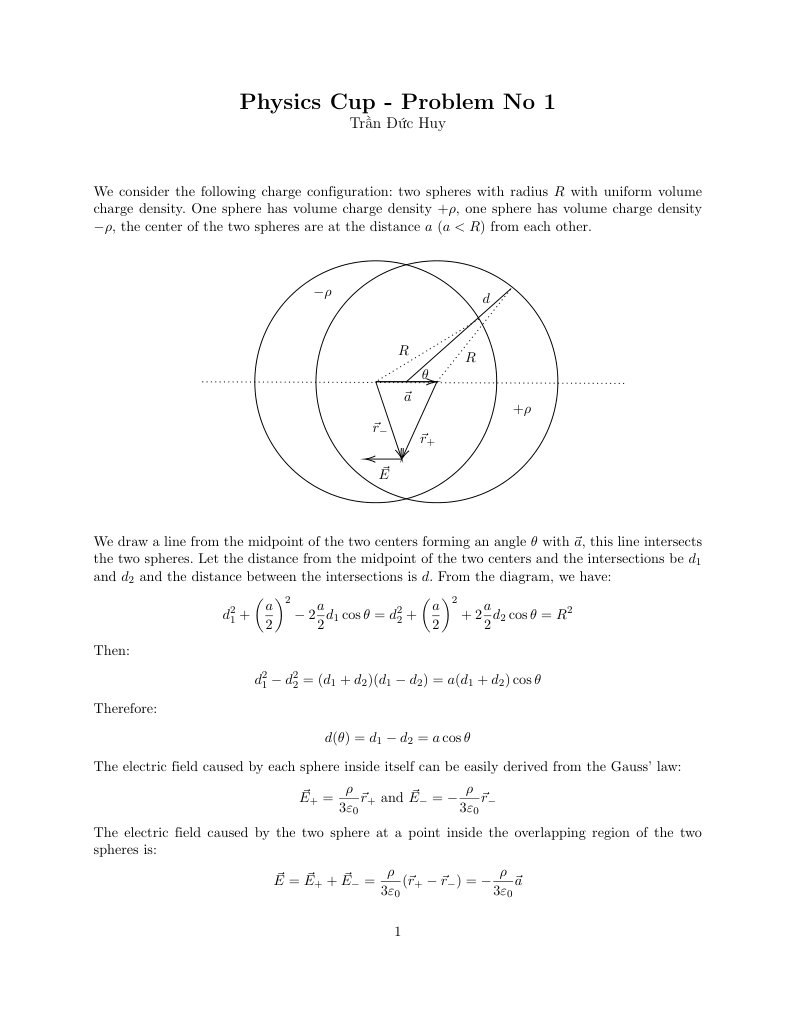 Physics Cup - Problem No 1
Trần Đức Huy
We consider the following charge configuration: two spheres with radius R with uniform volume
charge density. One sphere has volume charge density +ρ, one sphere has volume charge density
−ρ, the center of the two spheres are at the distance a (a < R) from each other.
−ρ
d
R
R
θ
a⃗
+ρ
r⃗₋
r⃗₊
E⃗
We draw a line from the midpoint of the two centers forming an angle θ with a⃗, this line intersects
the two spheres. Let the distance from the midpoint of the two centers and the intersections be d₁
and d₂ and the distance between the intersections is d. From the diagram, we have:
d₁² + (a/2)² − 2 a/2 d₁ cos θ = d₂² + (a/2)² + 2 a/2 d₂ cos θ = R²
Then:
d₁² − d₂² = (d₁ + d₂)(d₁ − d₂) = a(d₁ + d₂) cos θ
Therefore:
d(θ) = d₁ − d₂ = a cos θ
The electric field caused by each sphere inside itself can be easily derived from the Gauss' law:
E⃗₊ = ρ/3ε₀ r⃗₊ and E⃗₋ = − ρ/3ε₀ r⃗₋
The electric field caused by the two sphere at a point inside the overlapping region of the two
spheres is:
E⃗ = E⃗₊ + E⃗₋ = ρ/3ε₀ (r⃗₊ − r⃗₋) = − ρ/3ε₀ a⃗
1